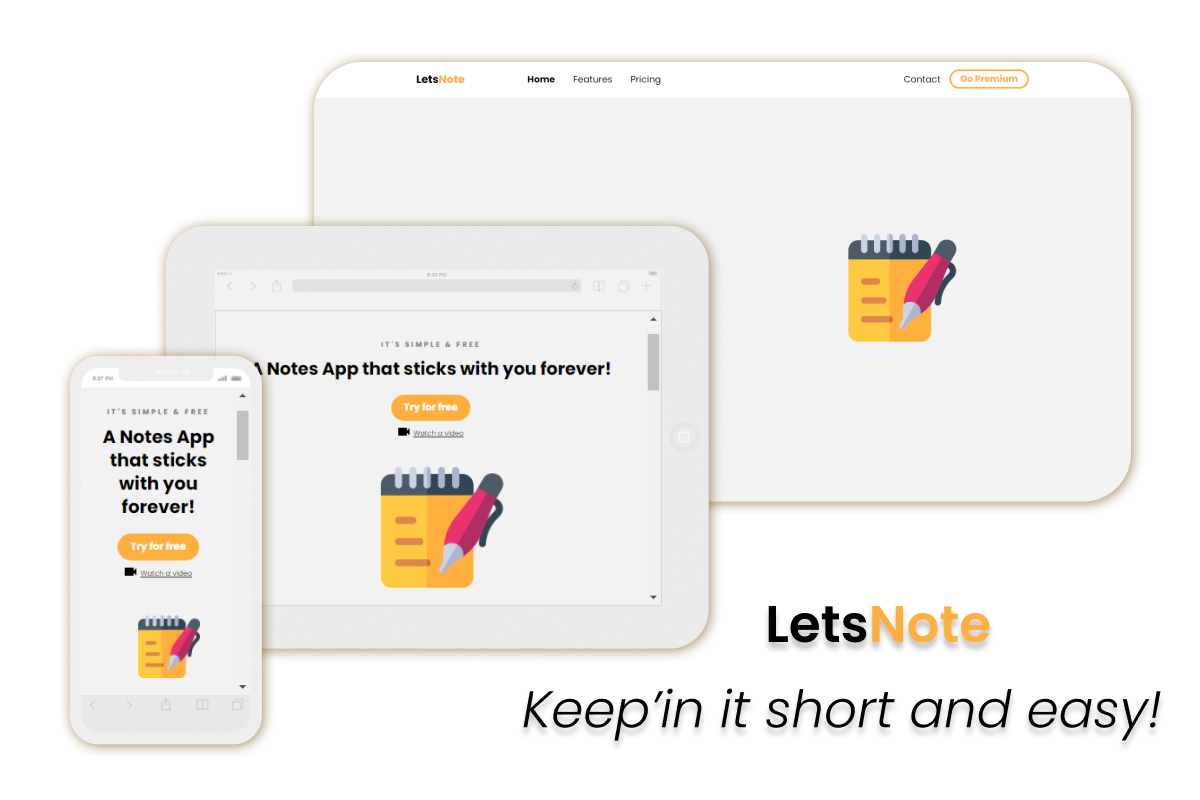 LetsNote Home Features Pricing Contact Go Premium
8:20 PM
IT'S SIMPLE & FREE
A Notes App that sticks with you forever!
Try for free
Watch a video
8:27 PM
IT'S SIMPLE & FREE
A Notes App
that sticks
with you
forever!
Try for free
Watch a video
LetsNote
Keep'in it short and easy!